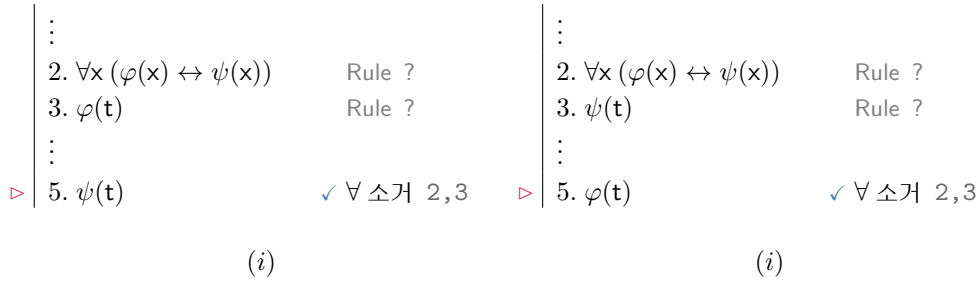 ⋮
2. ∀x (φ(x) ↔ ψ(x)) Rule ?
3. φ(t) Rule ?
⋮
▷ 5. ψ(t) ✓ ∀ 소거 2,3
(i)
⋮
2. ∀x (φ(x) ↔ ψ(x)) Rule ?
3. ψ(t) Rule ?
⋮
▷ 5. φ(t) ✓ ∀ 소거 2,3
(i)